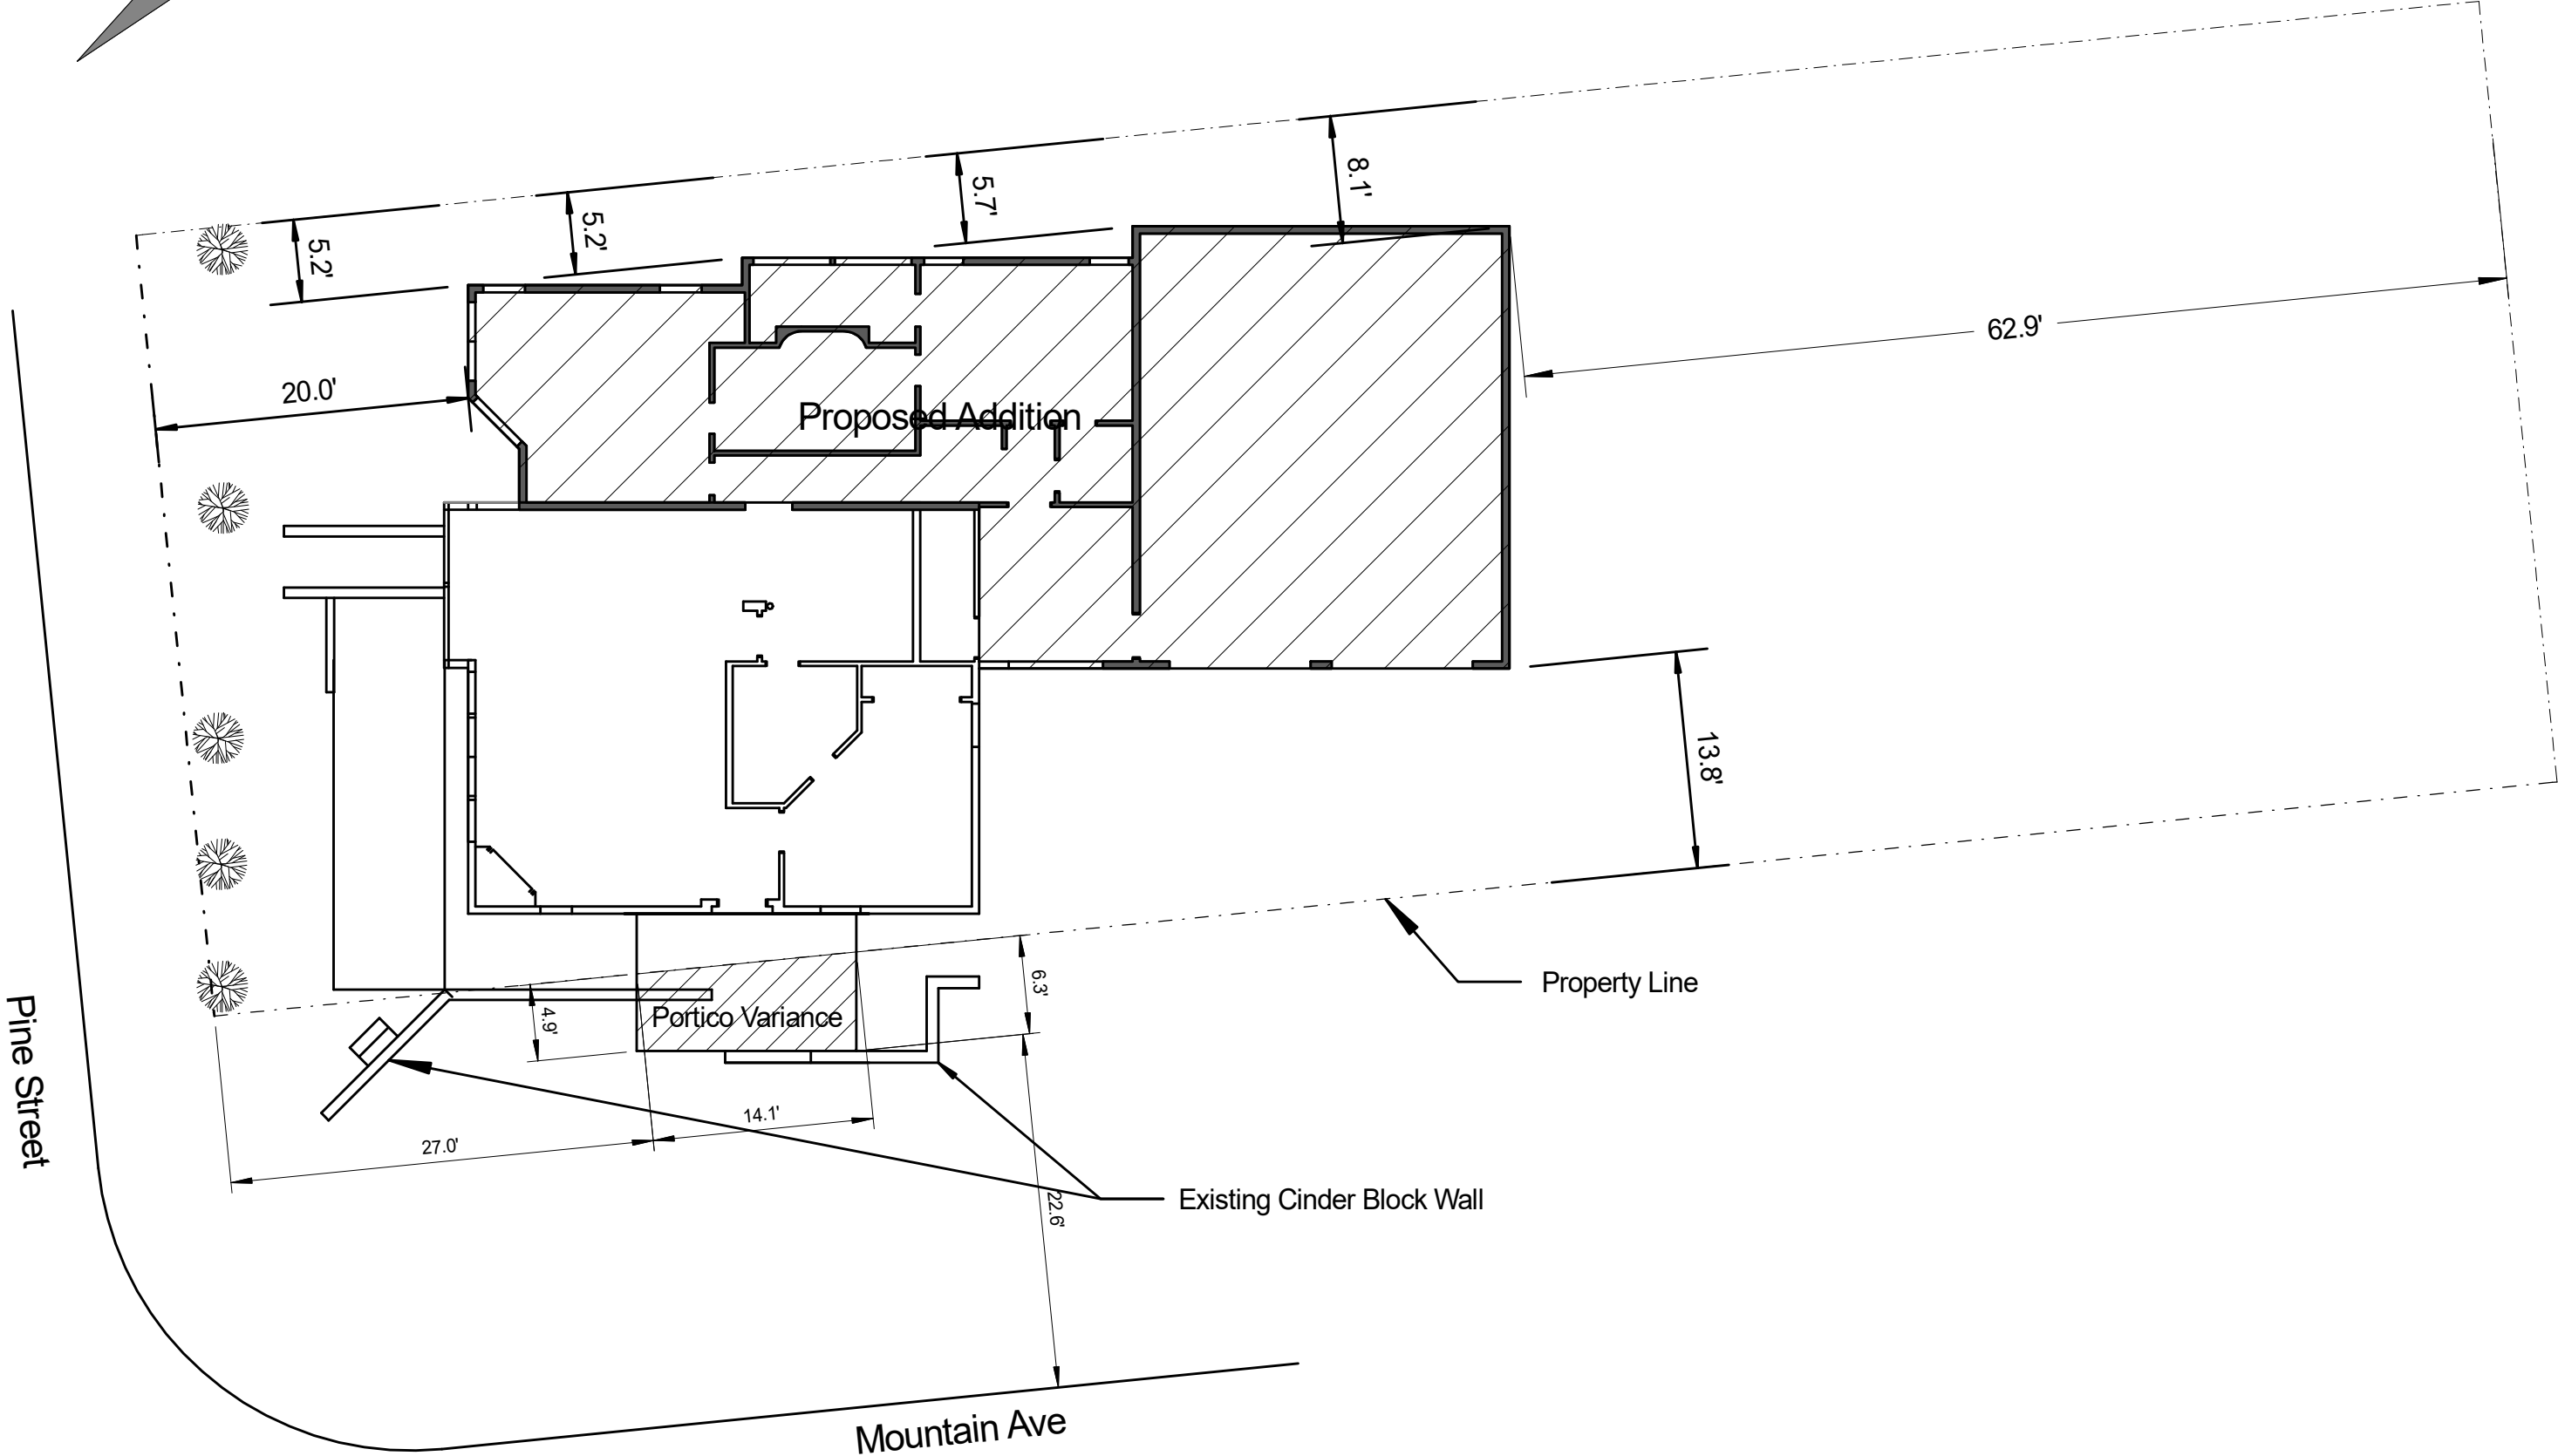 8.1'
5.7'
5.2'
5.2'
62.9'
20.0'
Proposed Addition
13.8'
6.3'
Property Line
4.9'
Portico Variance
Pine Street
14.1'
27.0'
22.6'
Existing Cinder Block Wall
Mountain Ave